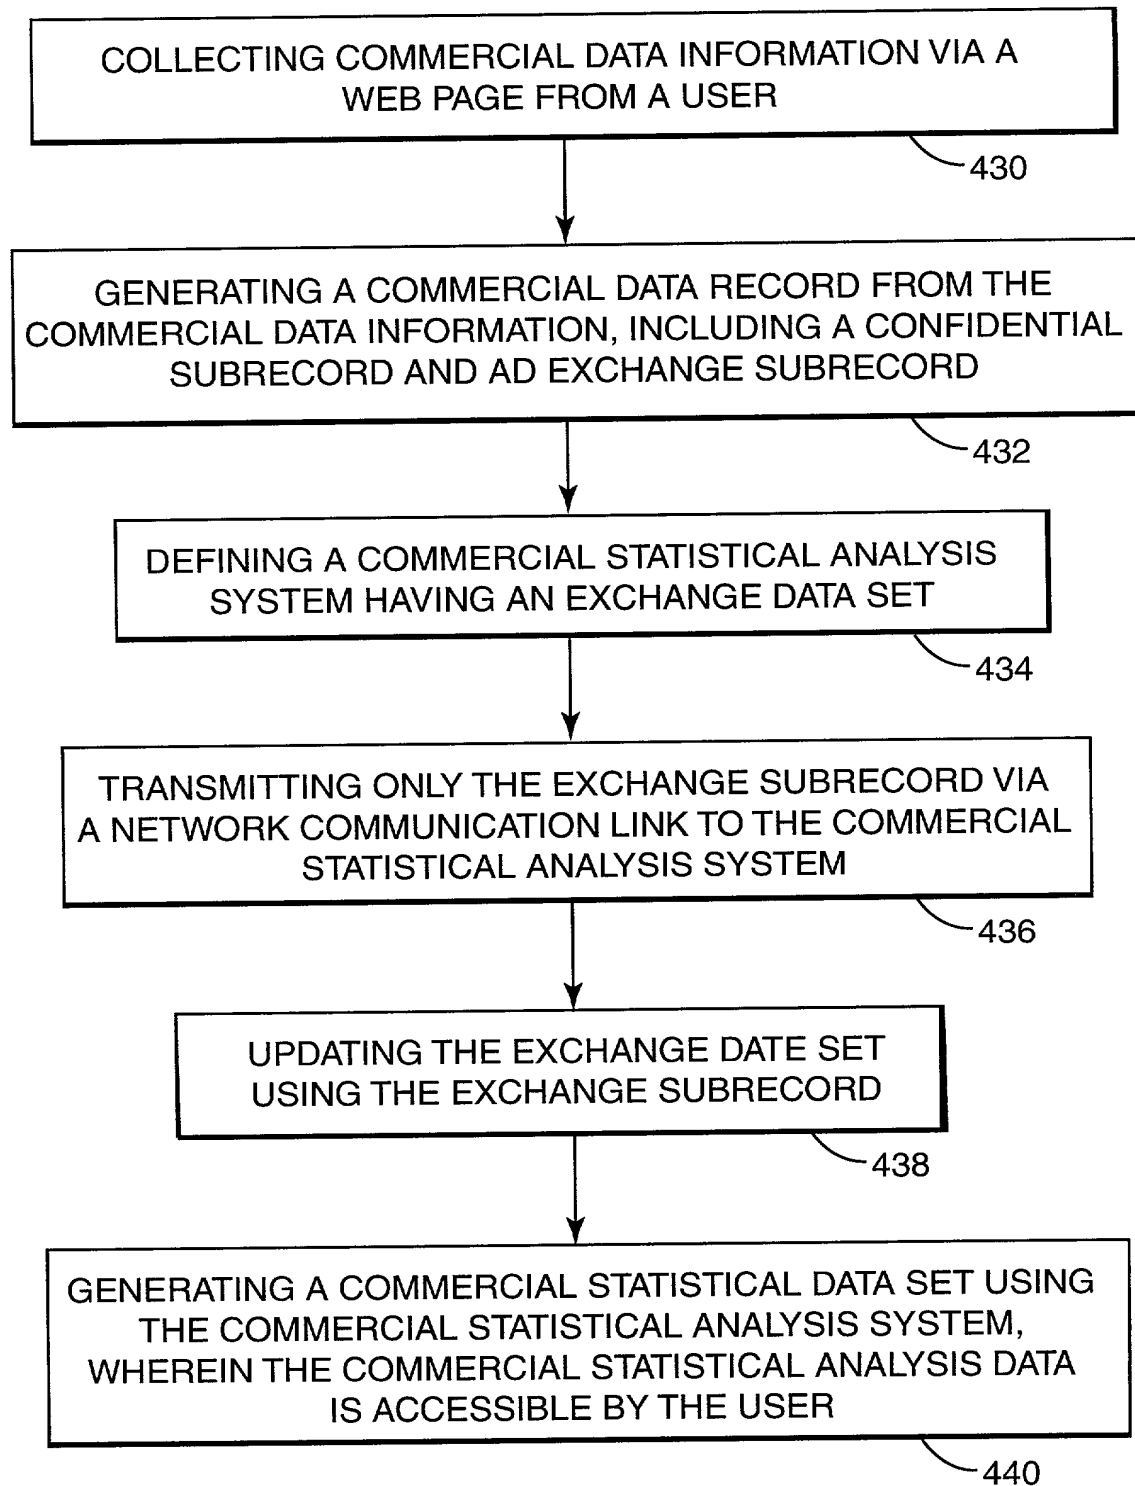 COLLECTING COMMERCIAL DATA INFORMATION VIA A
WEB PAGE FROM A USER
430
GENERATING A COMMERCIAL DATA RECORD FROM THE
COMMERCIAL DATA INFORMATION, INCLUDING A CONFIDENTIAL
SUBRECORD AND AD EXCHANGE SUBRECORD
432
DEFINING A COMMERCIAL STATISTICAL ANALYSIS
SYSTEM HAVING AN EXCHANGE DATA SET
434
TRANSMITTING ONLY THE EXCHANGE SUBRECORD VIA
A NETWORK COMMUNICATION LINK TO THE COMMERCIAL
STATISTICAL ANALYSIS SYSTEM
436
UPDATING THE EXCHANGE DATE SET
USING THE EXCHANGE SUBRECORD
438
GENERATING A COMMERCIAL STATISTICAL DATA SET USING
THE COMMERCIAL STATISTICAL ANALYSIS SYSTEM,
WHEREIN THE COMMERCIAL STATISTICAL ANALYSIS DATA
IS ACCESSIBLE BY THE USER
440